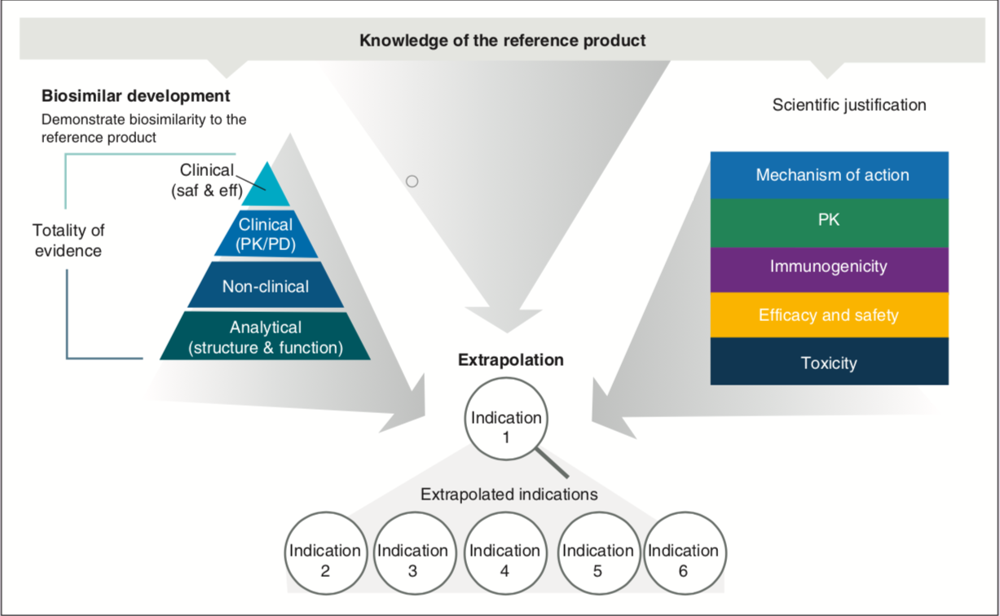 Knowledge of the reference product
Biosimilar development
Demonstrate biosimilarity to the
reference product
Clinical
(saf & eff)
Clinical
(PK/PD)
Non-clinical
Analytical
(structure & function)
Totality of
evidence
Scientific justification
Mechanism of action
PK
Immunogenicity
Efficacy and safety
Toxicity
Extrapolation
Indication
1
Extrapolated indications
Indication
2
Indication
3
Indication
4
Indication
5
Indication
6